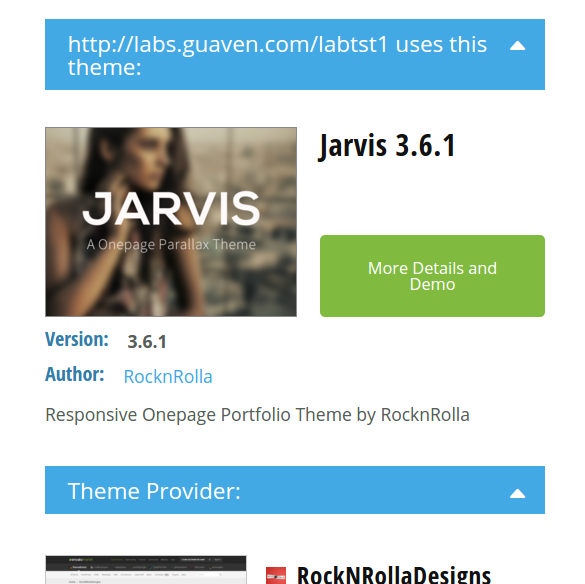 http://labs.guaven.com/labtst1 uses this
theme:
JARVIS
A Onepage Parallax Theme
Jarvis 3.6.1
More Details and
Demo
Version: 3.6.1
Author: RocknRolla
Responsive Onepage Portfolio Theme by RocknRolla
Theme Provider:
RockNRollaDesigns